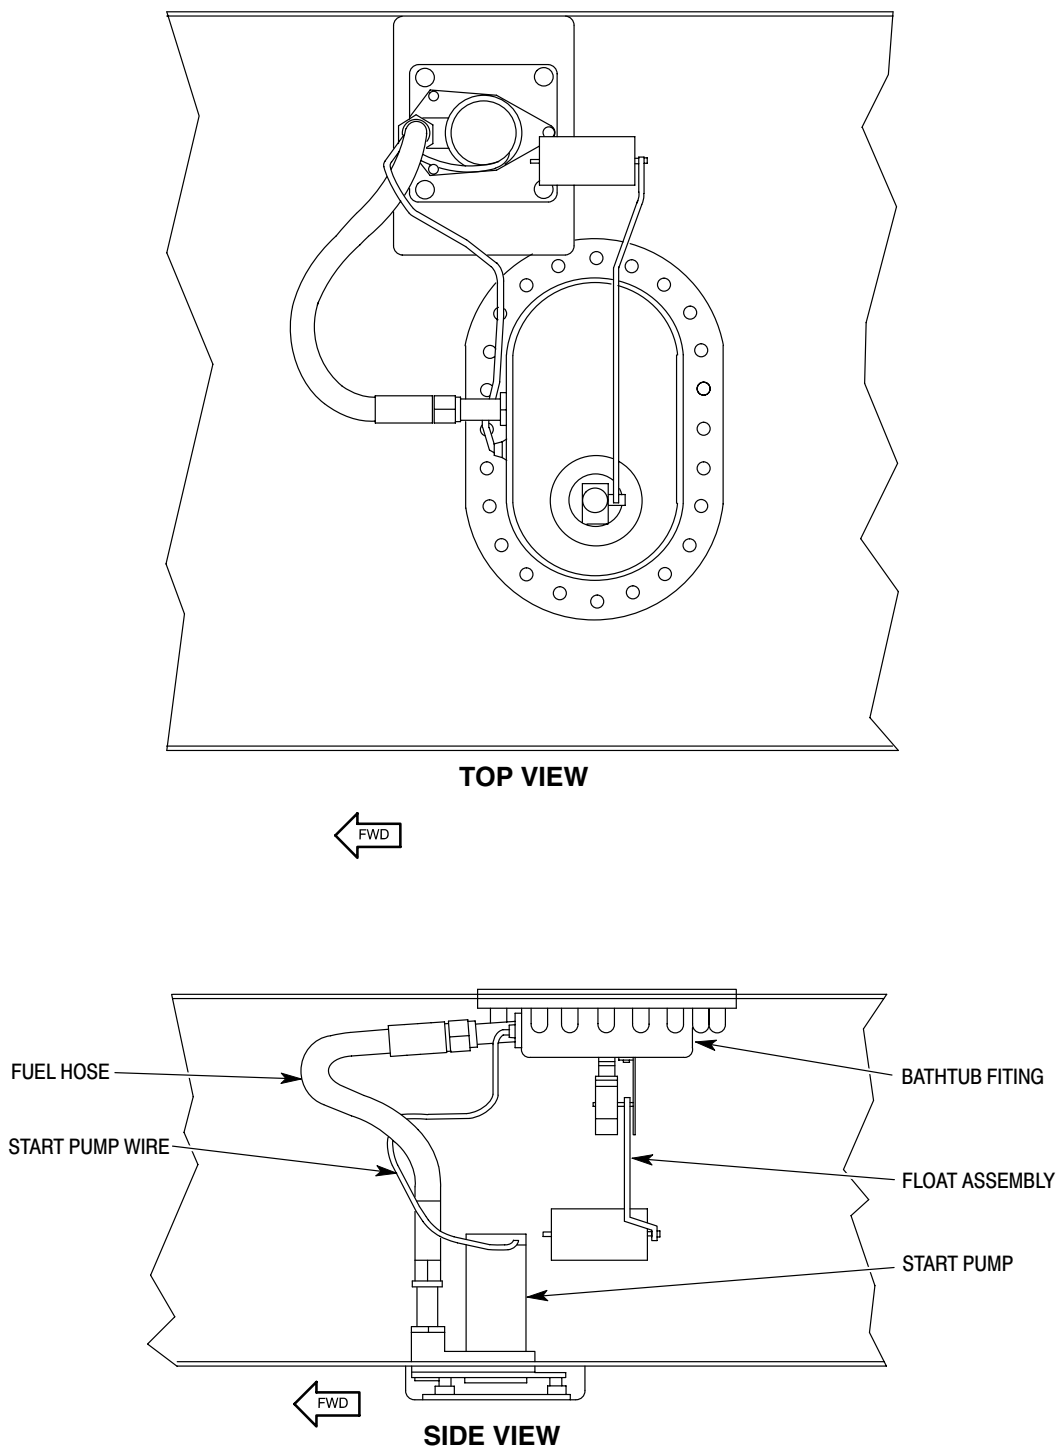 TOP VIEW
FWD
FUEL HOSE
BATHTUB FITING
START PUMP WIRE
FLOAT ASSEMBLY
START PUMP
FWD
SIDE VIEW